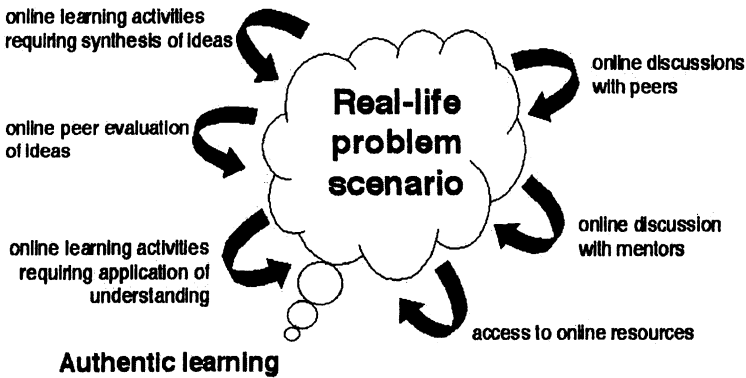 online learning activities
requiring synthesis of ideas
online peer evaluation
of ideas
online learning activities
requiring application of
understanding
Real-life
problem
scenario
online discussions
with peers
online discussion
with mentors
access to online resources
Authentic learning